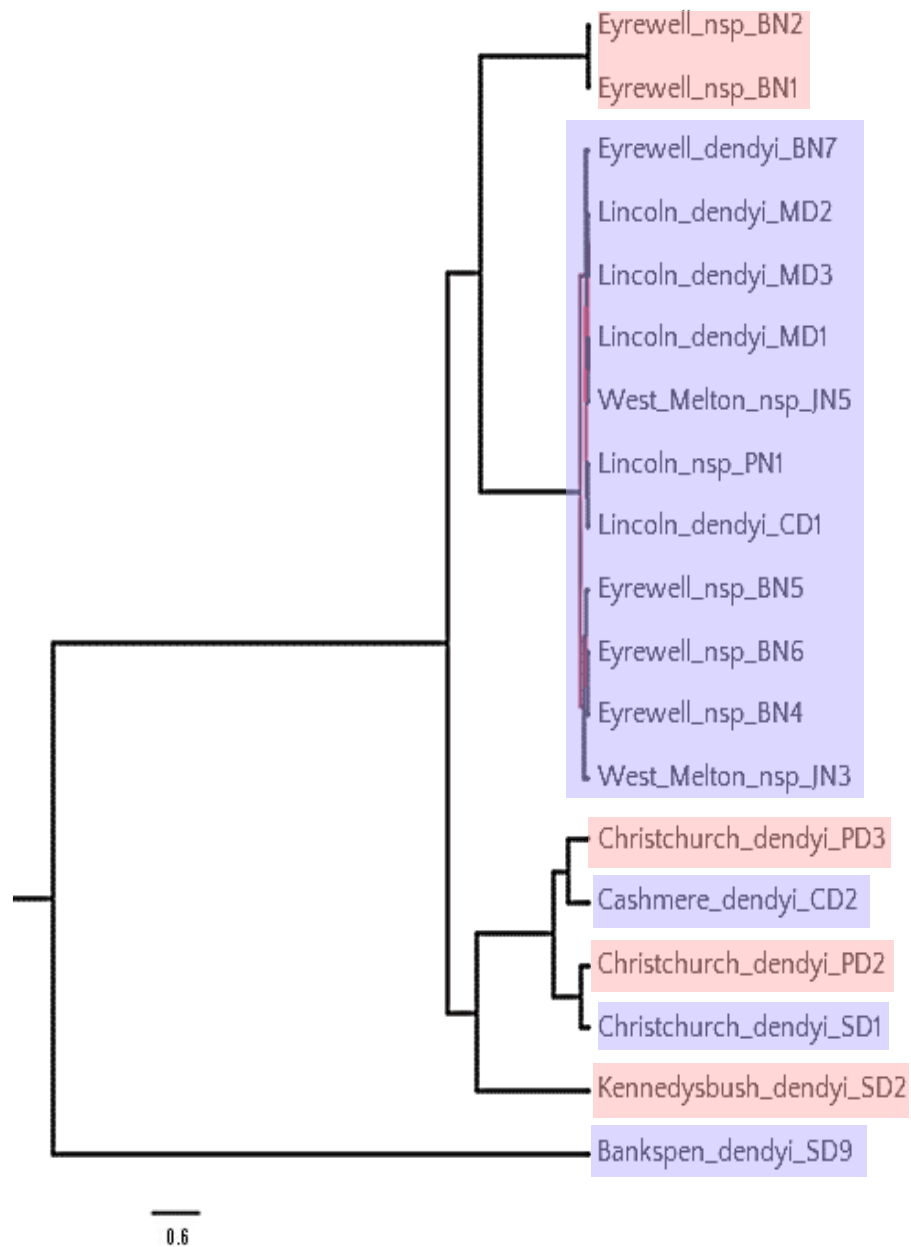 Eyrewell_nsp_BN2
Eyrewell_nsp_BN1
Eyrewell_dendyi_BN7
Lincoln_dendyi_MD2
Lincoln_dendyi_MD3
Lincoln_dendyi_MD1
West_Melton_nsp_JN5
Lincoln_nsp_PN1
Lincoln_dendyi_CD1
Eyrewell_nsp_BN5
Eyrewell_nsp_BN6
Eyrewell_nsp_BN4
West_Melton_nsp_JN3
Christchurch_dendyi_PD3
Cashmere_dendyi_CD2
Christchurch_dendyi_PD2
Christchurch_dendyi_SD1
Kennedysbush_dendyi_SD2
Bankspen_dendyi_SD9
0.6